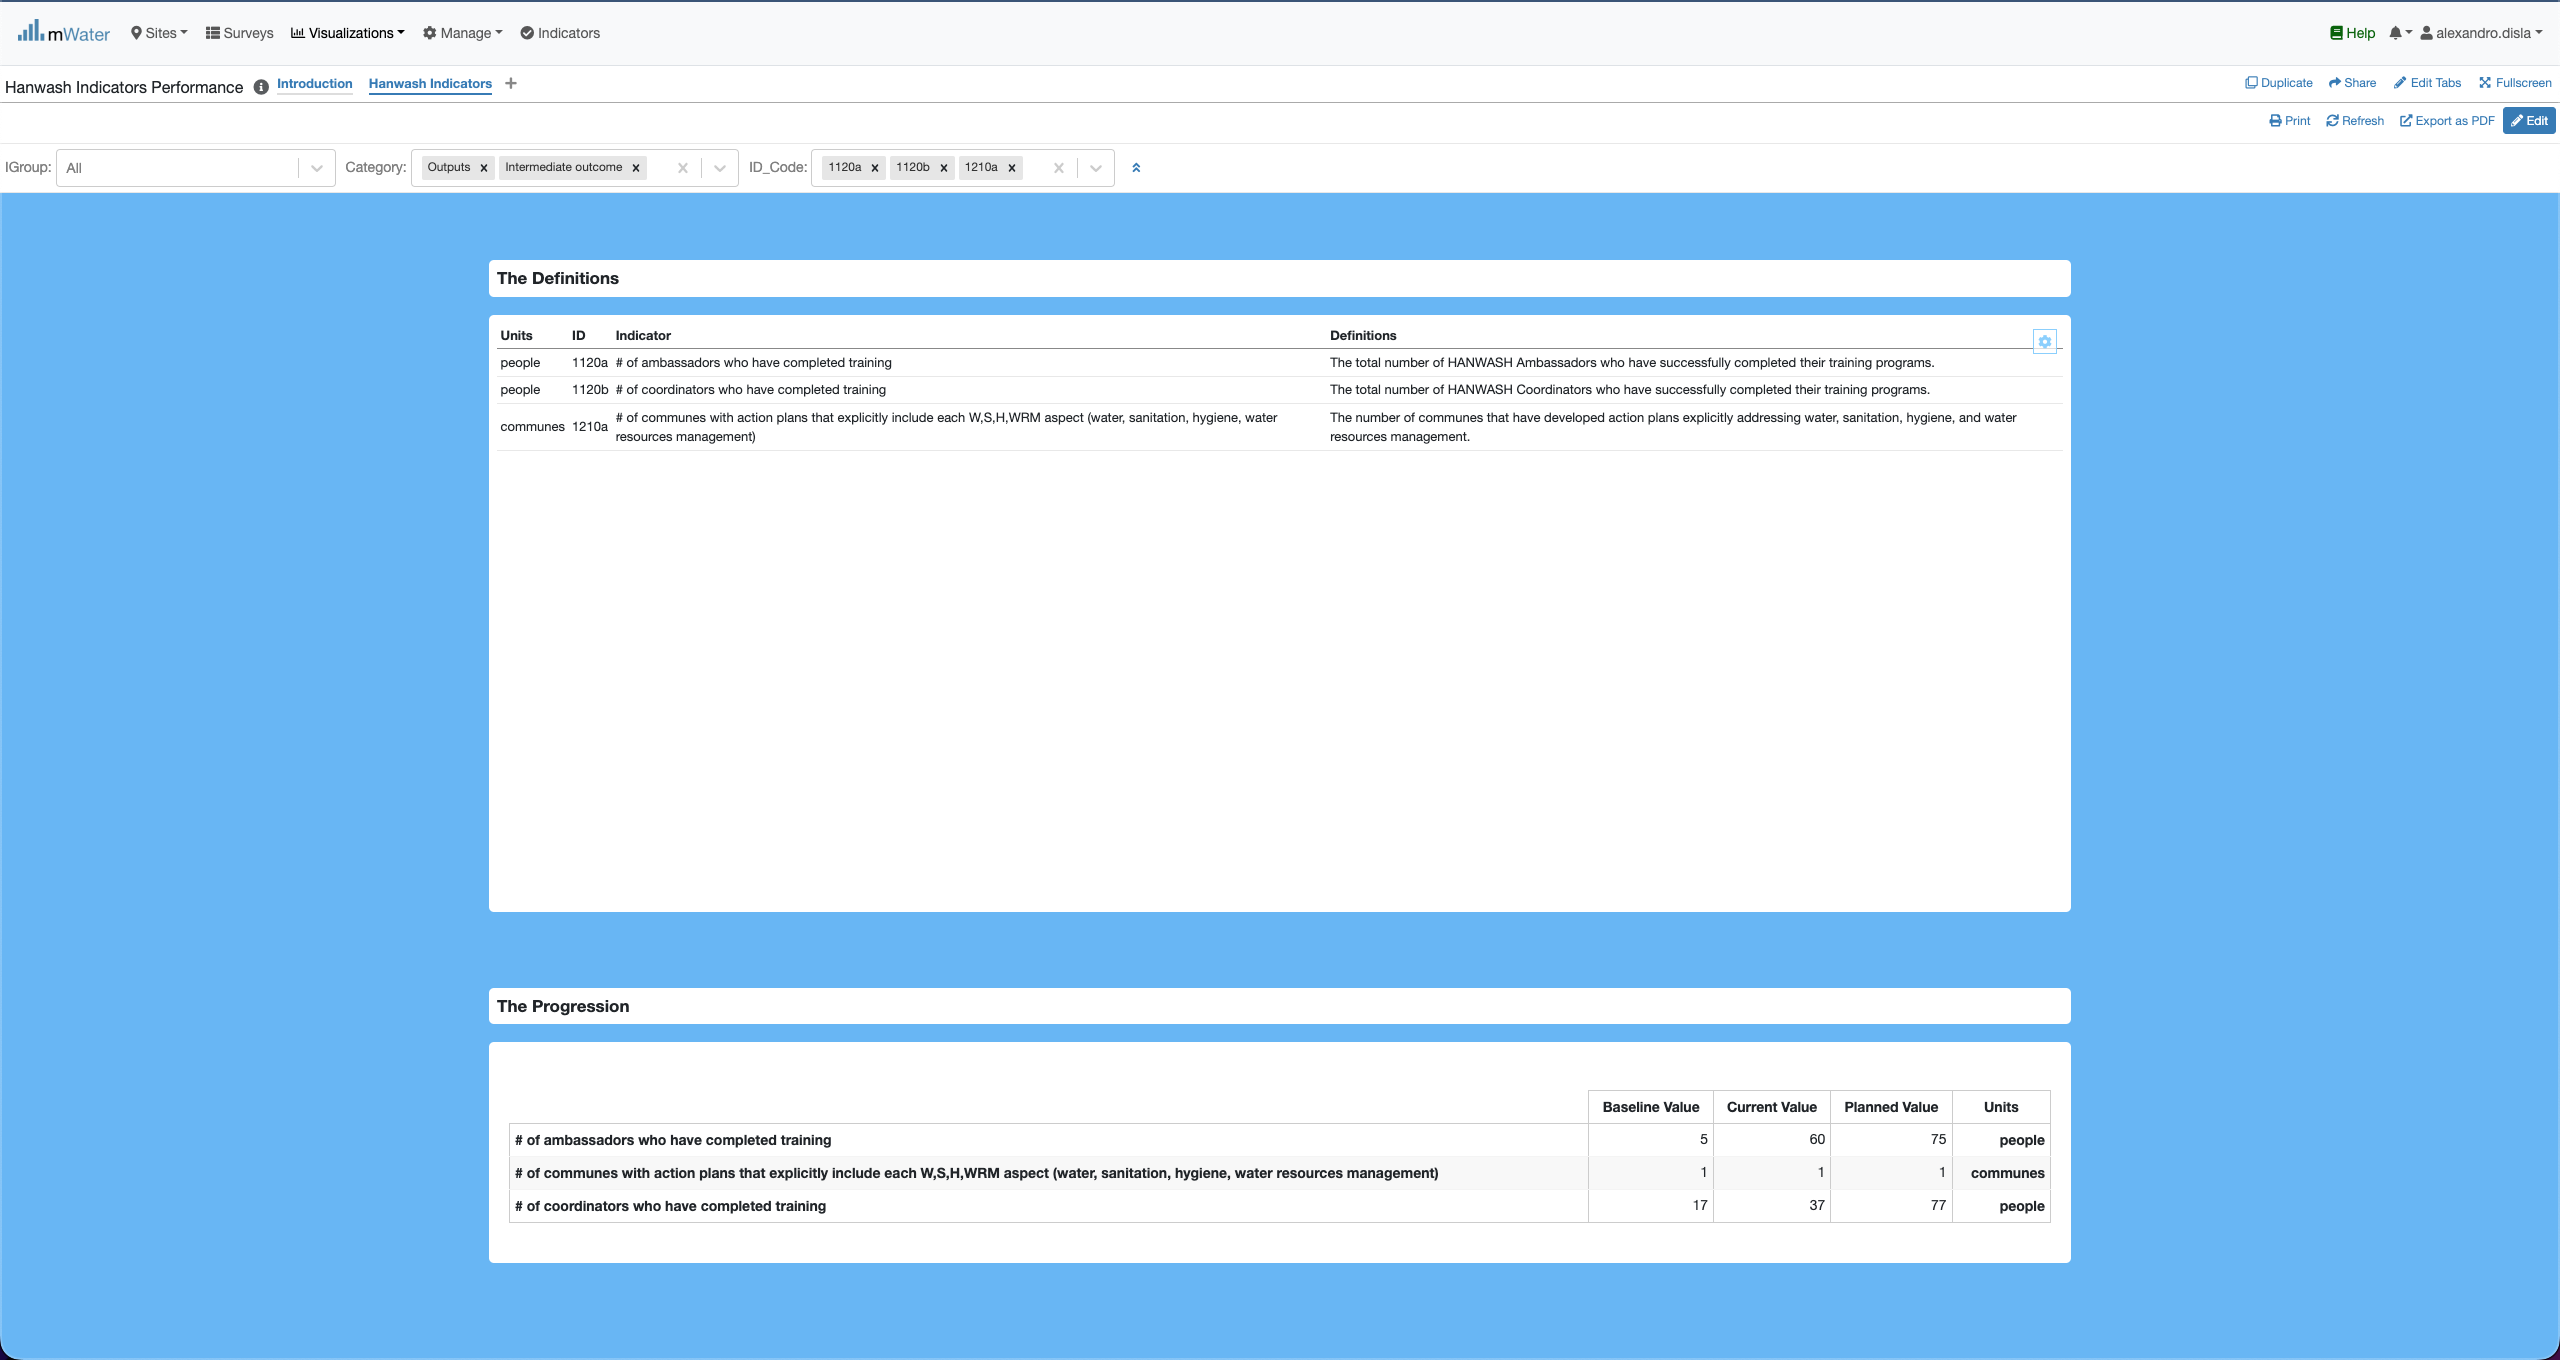 mWater Sites Surveys Visualizations Manage Indicators Help alexandro.disla
Hanwash Indicators Performance Introduction Hanwash Indicators + Duplicate Share Edit Tabs Fullscreen
Print Refresh Export as PDF Edit
IGroup: All Category: Outputs x Intermediate outcome x ID_Code: 1120a x 1120b x 1210a x
The Definitions
Units ID Indicator Definitions
people 1120a # of ambassadors who have completed training The total number of HANWASH Ambassadors who have successfully completed their training programs.
people 1120b # of coordinators who have completed training The total number of HANWASH Coordinators who have successfully completed their training programs.
communes 1210a # of communes with action plans that explicitly include each W,S,H,WRM aspect (water, sanitation, hygiene, water resources management) The number of communes that have developed action plans explicitly addressing water, sanitation, hygiene, and water resources management.
The Progression
Baseline Value Current Value Planned Value Units
# of ambassadors who have completed training 5 60 75 people
# of communes with action plans that explicitly include each W,S,H,WRM aspect (water, sanitation, hygiene, water resources management) 1 1 1 communes
# of coordinators who have completed training 17 37 77 people